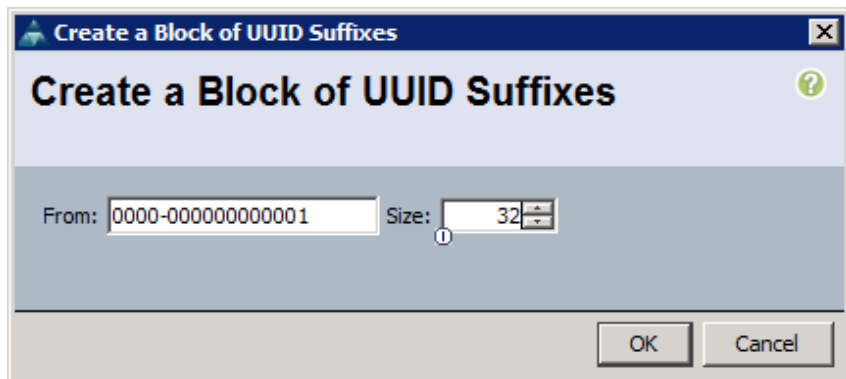 Create a Block of UUID Suffixes
Create a Block of UUID Suffixes
From: 0000-000000000001 Size: 32
OK Cancel